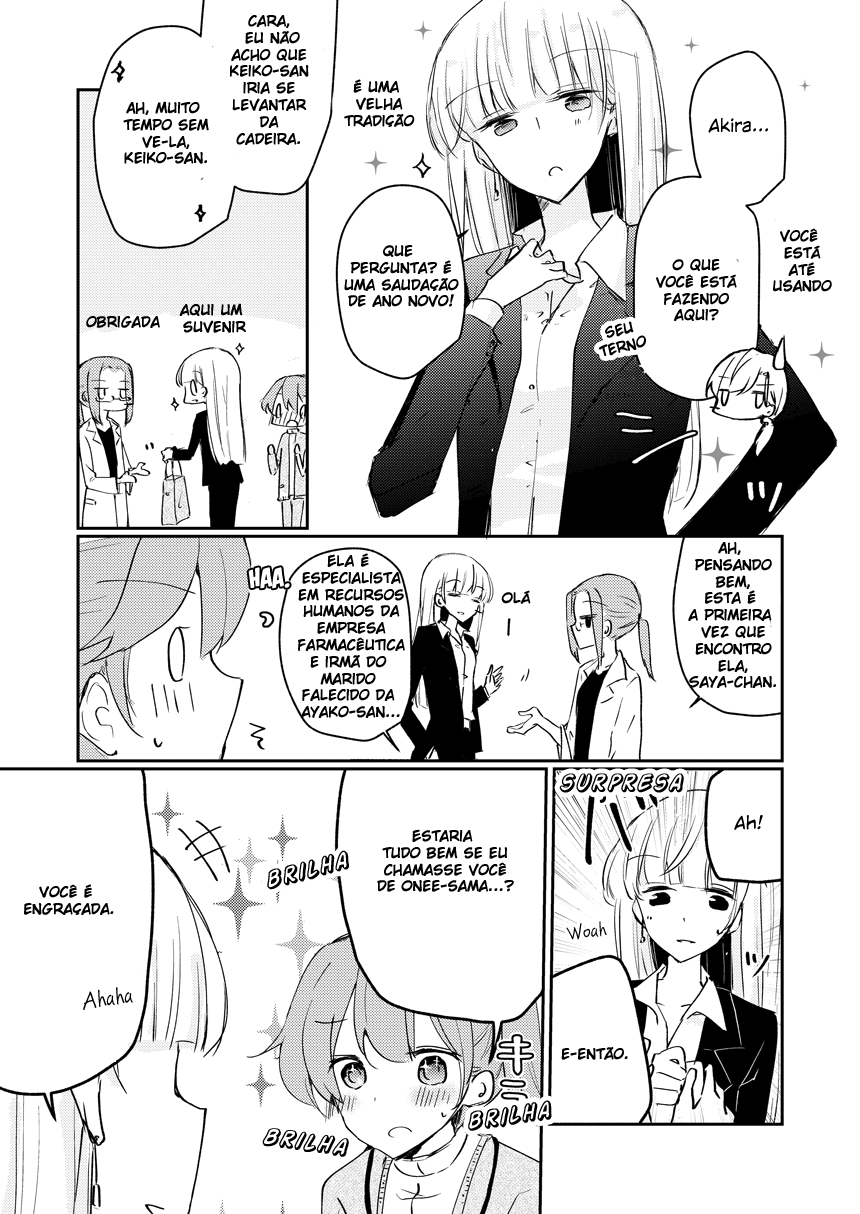 Akira...
O QUE
VOCÊ ESTÁ
FAZENDO
AQUI?
VOCÊ
ESTÁ
ATÉ
USANDO
SEU
TERNO
QUE
PERGUNTA? É
UMA SAUDAÇÃO
DE ANO NOVO!
É UMA
VELHA
TRADIÇÃO
CARA,
EU NÃO
ACHO QUE
KEIKO-SAN
IRIA SE
LEVANTAR
DA
CADEIRA.
AH, MUITO
TEMPO SEM
VE-LA,
KEIKO-SAN.
AQUI UM
SUVENIR
OBRIGADA
AH,
PENSANDO
BEM,
ESTA É
A PRIMEIRA
VEZ QUE
ENCONTRO
ELA,
SAYA-CHAN.
OLÁ
ELA É
ESPECIALISTA
EM RECURSOS
HUMANOS DA
EMPRESA
FARMACÊUTICA
E IRMÃ DO
MARIDO
FALECIDO DA
AYAKO-SAN...
HAA.
SURPRESA
Ah!
Woah
E-ENTÃO.
ESTARIA
TUDO BEM SE EU
CHAMASSE VOCÊ
DE ONEE-SAMA...?
BRILHA
キラ
BRILHA
BRILHA
VOCÊ É
ENGRAÇADA.
Ahaha